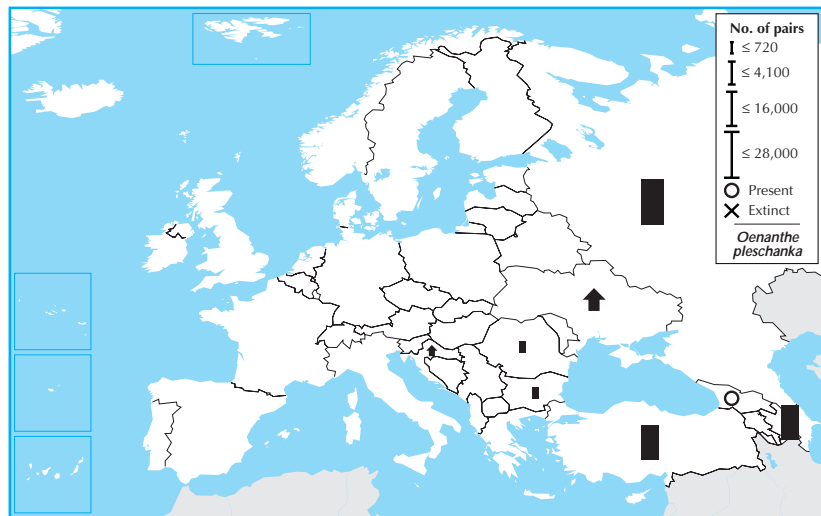 No. of pairs
≤ 720
≤ 4,100
≤ 16,000
≤ 28,000
Present
Extinct
Oenanthe
pleschanka